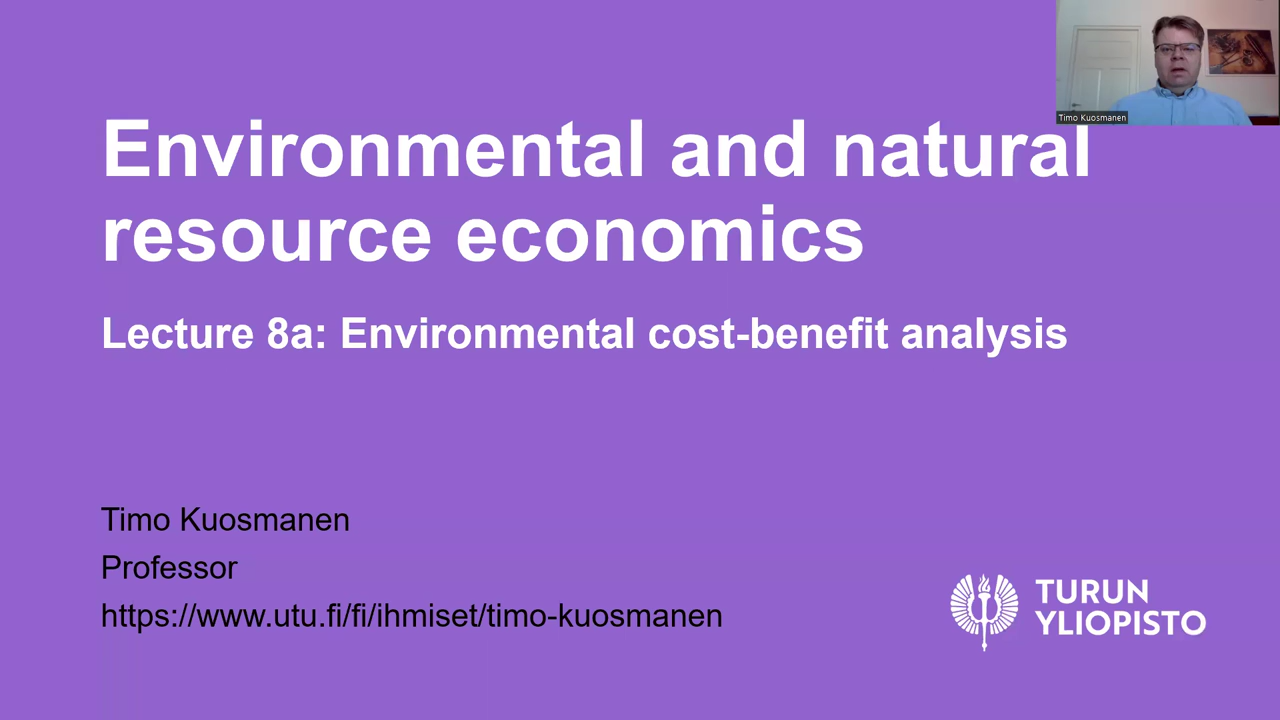 Timo Kuosmanen
Environmental and natural
resource economics
Lecture 8a: Environmental cost-benefit analysis
Timo Kuosmanen
Professor
https://www.utu.fi/fi/ihmiset/timo-kuosmanen
TURUN
YLIOPISTO